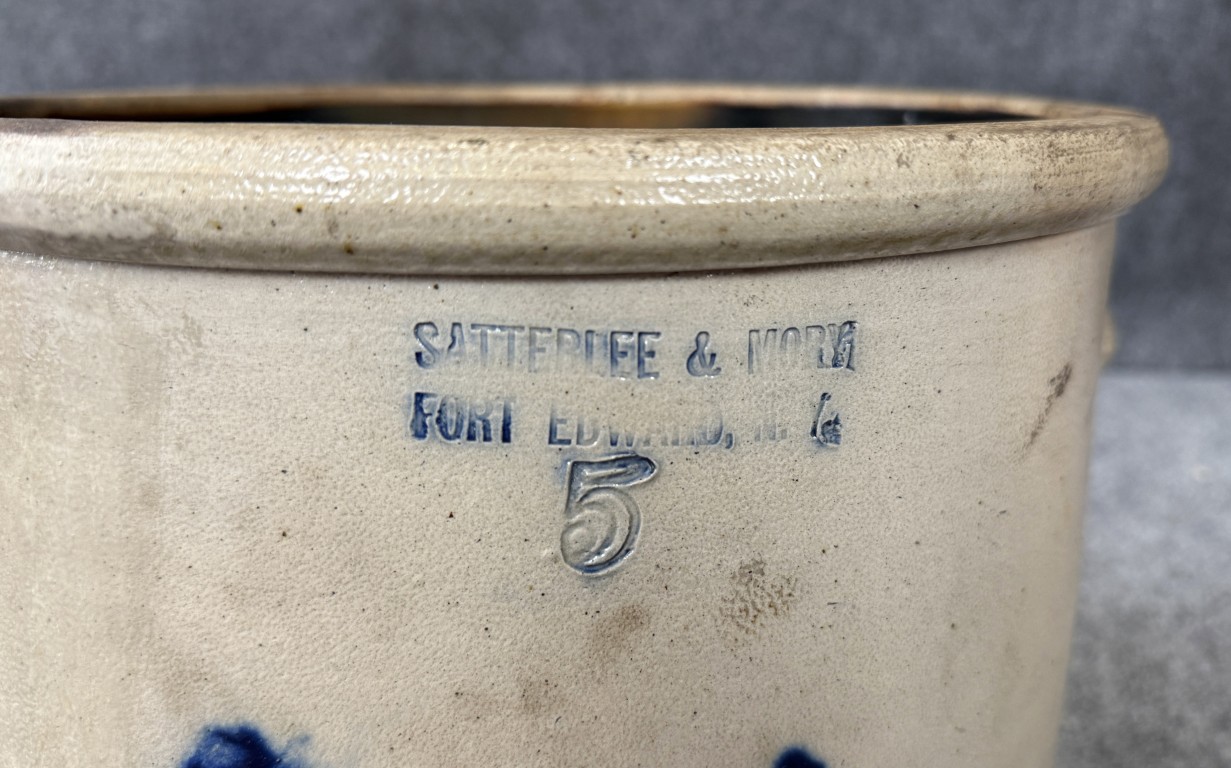 SATTERLEE & MORY
FORT EDWARD, N. Y.
5